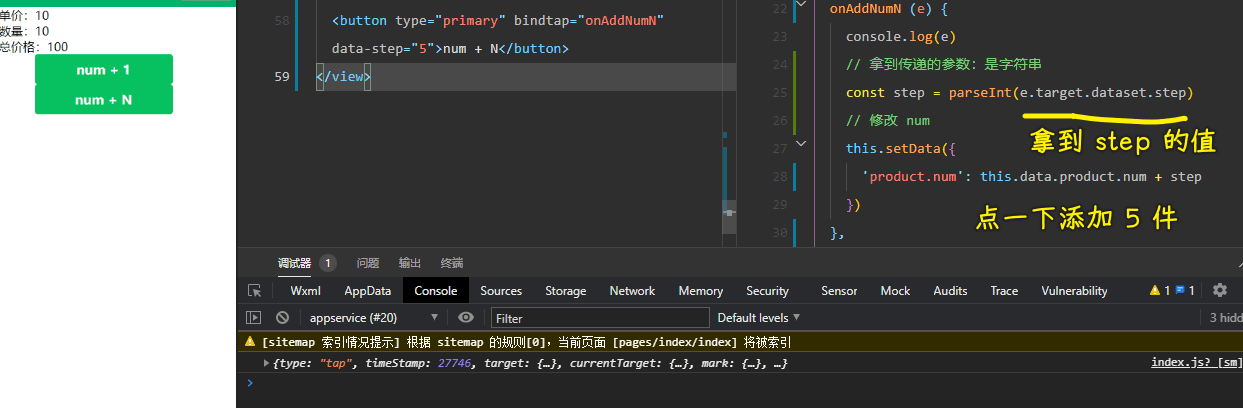 单价：10
数量：10
总价格：100
num + 1
num + N
58 <button type="primary" bindtap="onAddNumN"
data-step="5">num + N</button>
59 </view>
22 onAddNumN (e) {
23 console.log(e)
24 // 拿到传递的参数：是字符串
25 const step = parseInt(e.target.dataset.step)
26 // 修改 num
27 this.setData({
28 'product.num': this.data.product.num + step
29 })
30 },
拿到 step 的值
点一下添加 5 件
调试器 1 问题 输出 终端
Wxml AppData Console Sources Storage Network Memory Security Sensor Mock Audits Trace Vulnerability 1 1
appservice (#20) Filter Default levels 3 hidd
[sitemap 索引情况提示] 根据 sitemap 的规则[0]，当前页面 [pages/index/index] 将被索引
{type: "tap", timeStamp: 27746, target: {…}, currentTarget: {…}, mark: {…}, …} index.js? [sm]